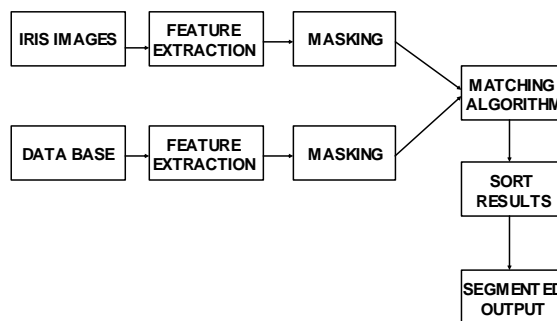 IRIS IMAGES
FEATURE
EXTRACTION
MASKING
MATCHING
ALGORITHM
DATA BASE
FEATURE
EXTRACTION
MASKING
SORT
RESULTS
SEGMENTED
OUTPUT